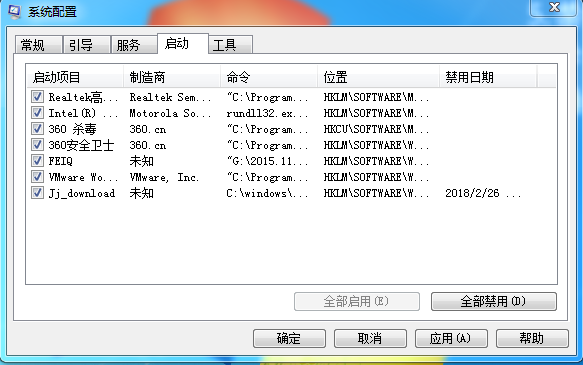 系统配置
常规 引导 服务 启动 工具
启动项目 制造商 命令 位置 禁用日期
Realtek高... Realtek Sem... "C:\Program... HKLM\SOFTWARE\M...
Intel(R) ... Motorola So... rundll32.ex... HKLM\SOFTWARE\M...
360 杀毒 360.cn "C:\Program... HKCU\SOFTWARE\M...
360安全卫士 360.cn "C:\Program... HKLM\SOFTWARE\W...
FEIQ 未知 "G:\2015.11... HKLM\SOFTWARE\W...
VMware Wo... VMware, Inc. "C:\Program... HKLM\SOFTWARE\W...
Jj_download 未知 C:\windows\... HKLM\SOFTWARE\W... 2018/2/26 ...
全部启用(E) 全部禁用(D)
确定 取消 应用(A) 帮助